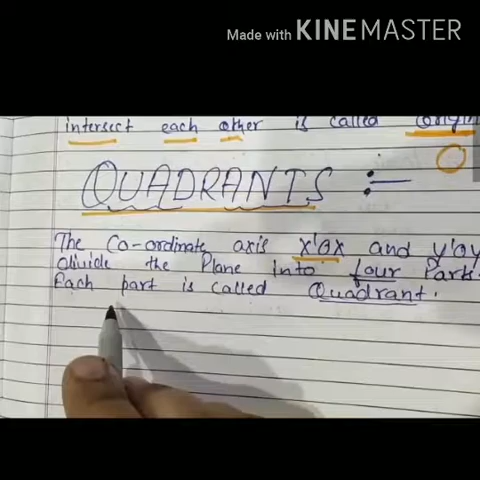 Made with KINEMASTER
intersect each other is called origin
QUADRANTS :-
The Co-ordinate axis X'OX and Y'OY
divide the Plane into four Parts
Each part is called Quadrant.